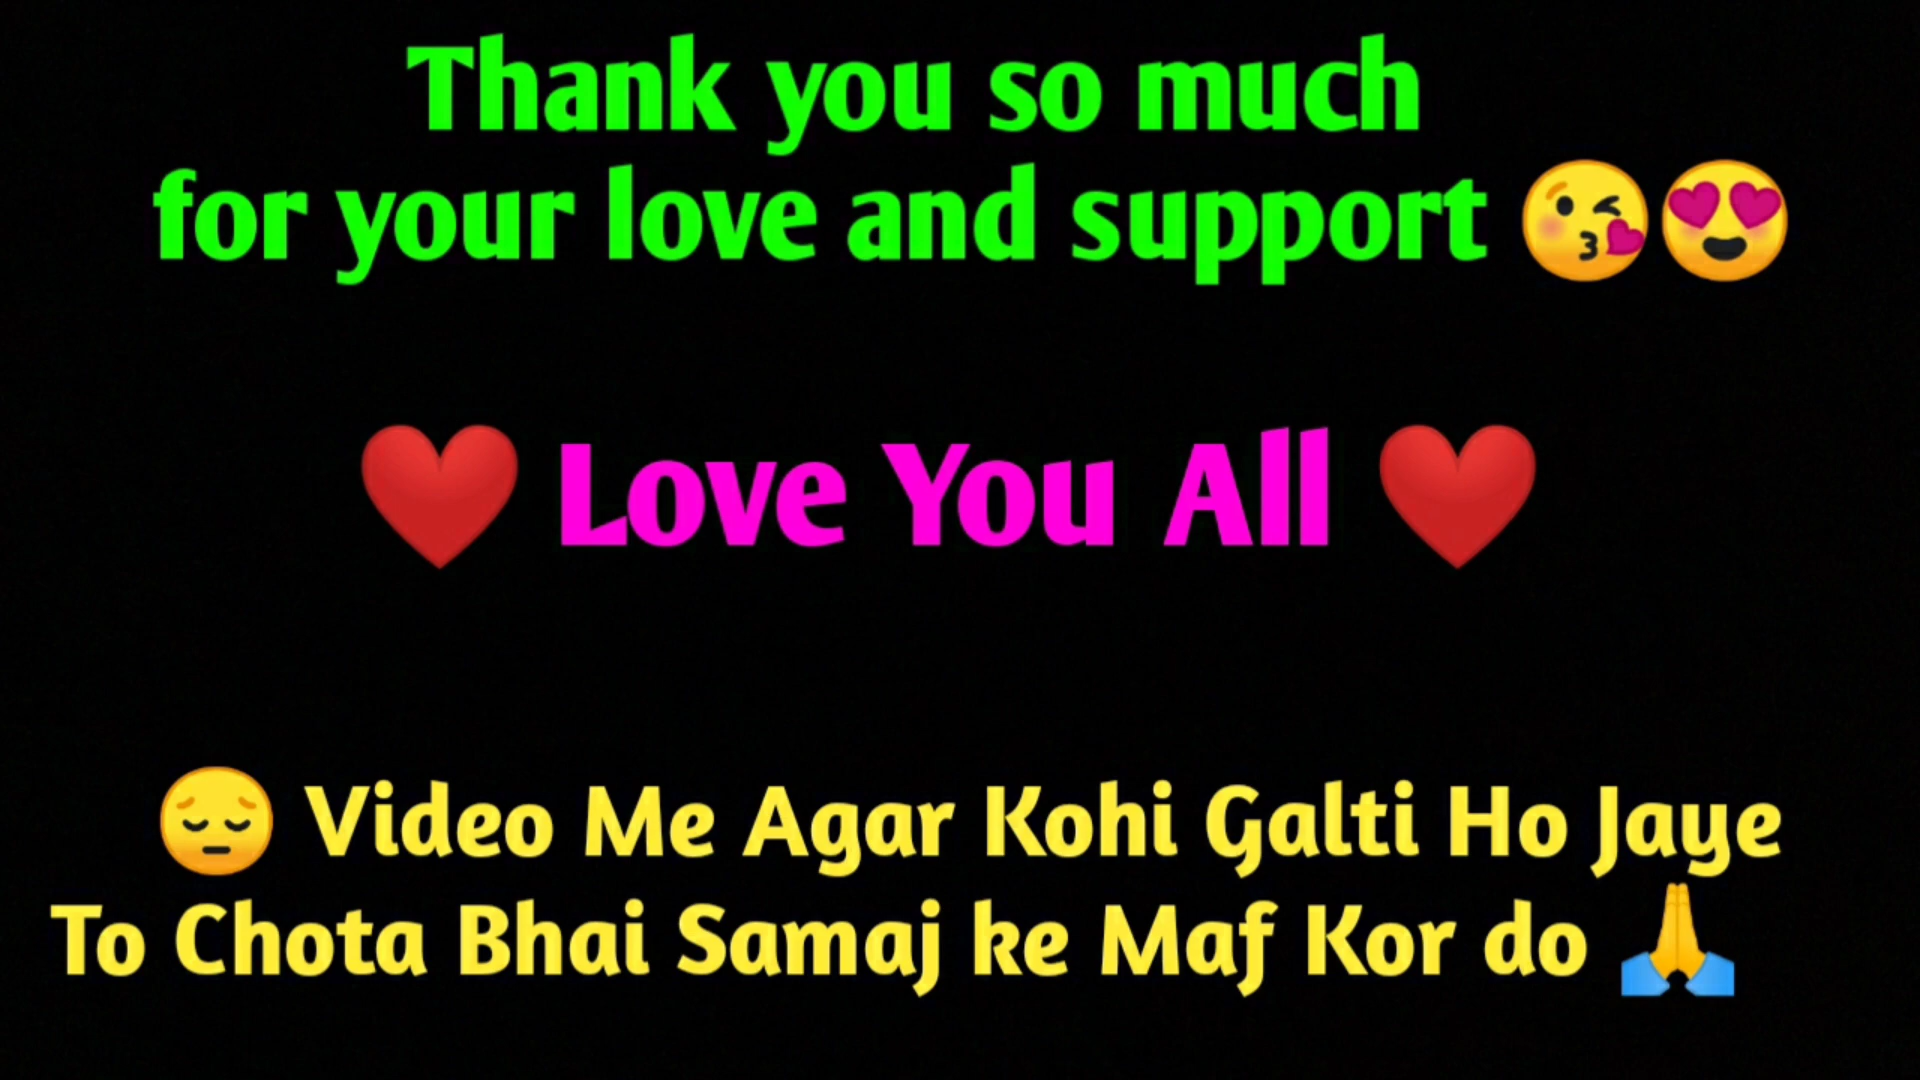 Thank you so much
for your love and support 😘😍
❤️ Love You All ❤️
😔 Video Me Agar Kohi Galti Ho Jaye
To Chota Bhai Samaj ke Maf Kor do 🙏